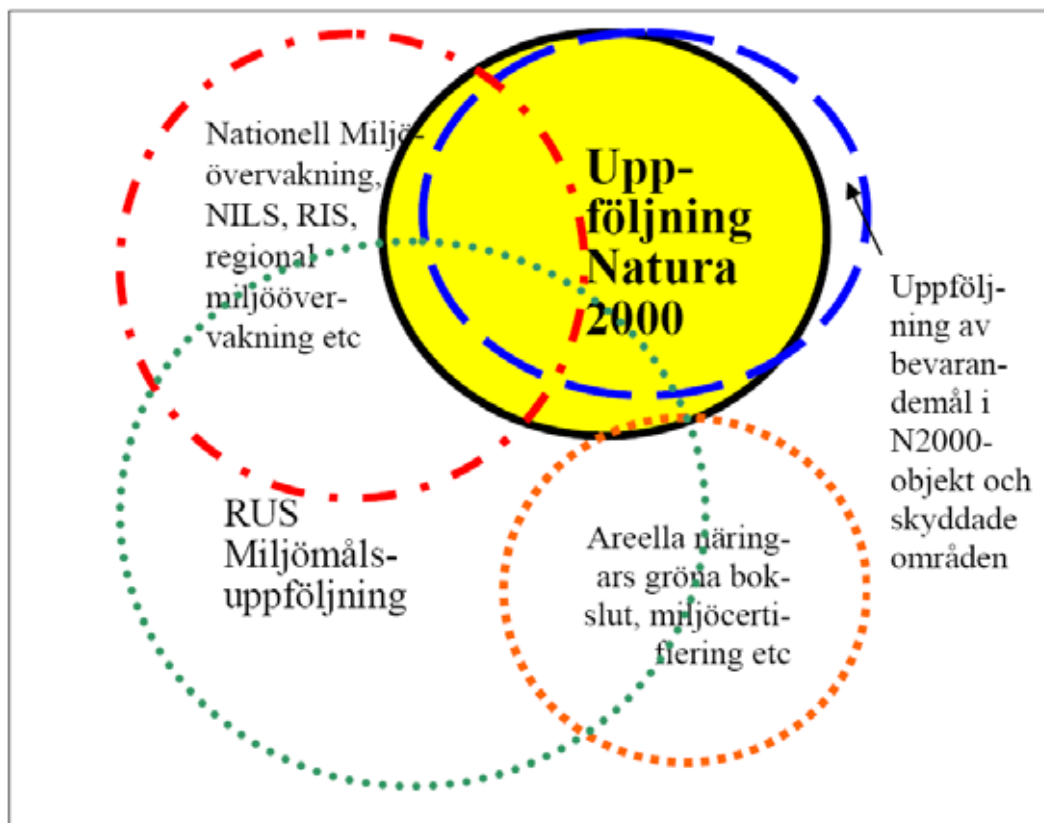 Nationell Miljö-
övervakning,
NILS, RIS,
regional
miljööver-
vakning etc
Upp-
följning
Natura
2000
Uppfölj-
ning av
bevaran-
demål i
N2000-
objekt och
skyddade
områden
RUS
Miljömåls-
uppföljning
Areella näring-
ars gröna bok-
slut, miljöcerti-
fiering etc